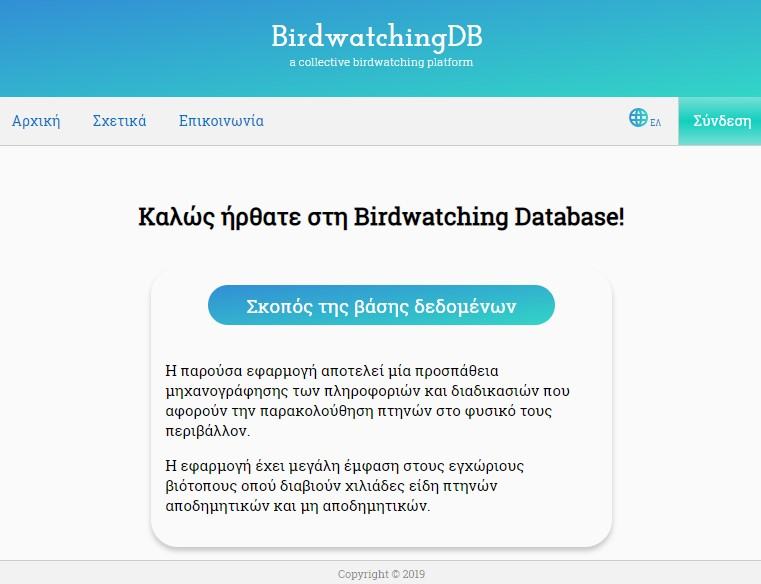 BirdwatchingDB
a collective birdwatching platform
Αρχική Σχετικά Επικοινωνία ΕΛ Σύνδεση
Καλώς ήρθατε στη Birdwatching Database!
Σκοπός της βάσης δεδομένων
Η παρούσα εφαρμογή αποτελεί μία προσπάθεια
μηχανογράφησης των πληροφοριών και διαδικασιών που
αφορούν την παρακολούθηση πτηνών στο φυσικό τους
περιβάλλον.
Η εφαρμογή έχει μεγάλη έμφαση στους εγχώριους
βιότοπους οπού διαβιούν χιλιάδες είδη πτηνών
αποδημητικών και μη αποδημητικών.
Copyright © 2019